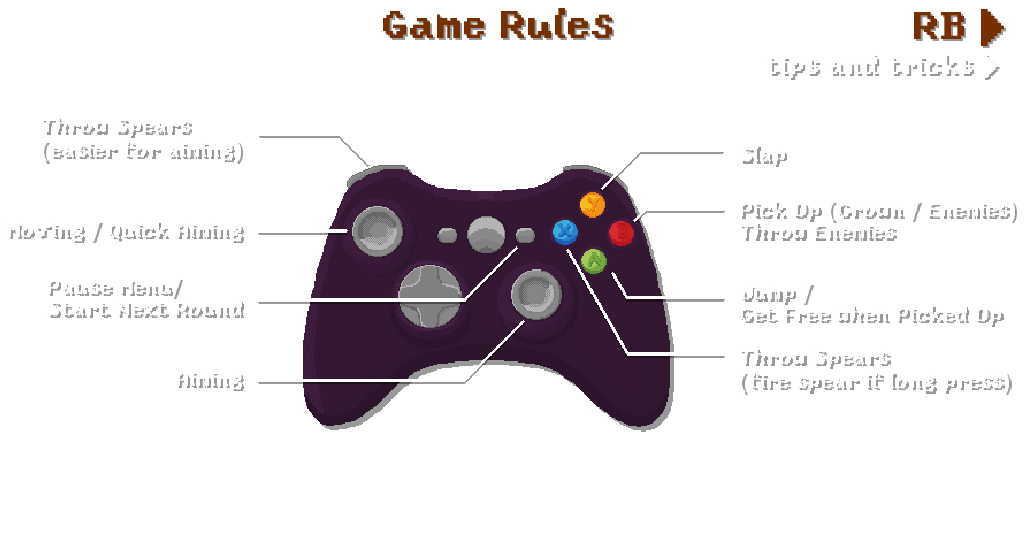 Game Rules
RB
tips and tricks
Throw Spears
(easier for aiming)
Moving / Quick Aiming
Pause Menu/
Start Next Round
Aiming
Slap
Pick Up (Crown / Enemies)
Throw Enemies
Jump /
Get Free when Picked Up
Throw Spears
(fire spear if long press)
Y
X
B
A